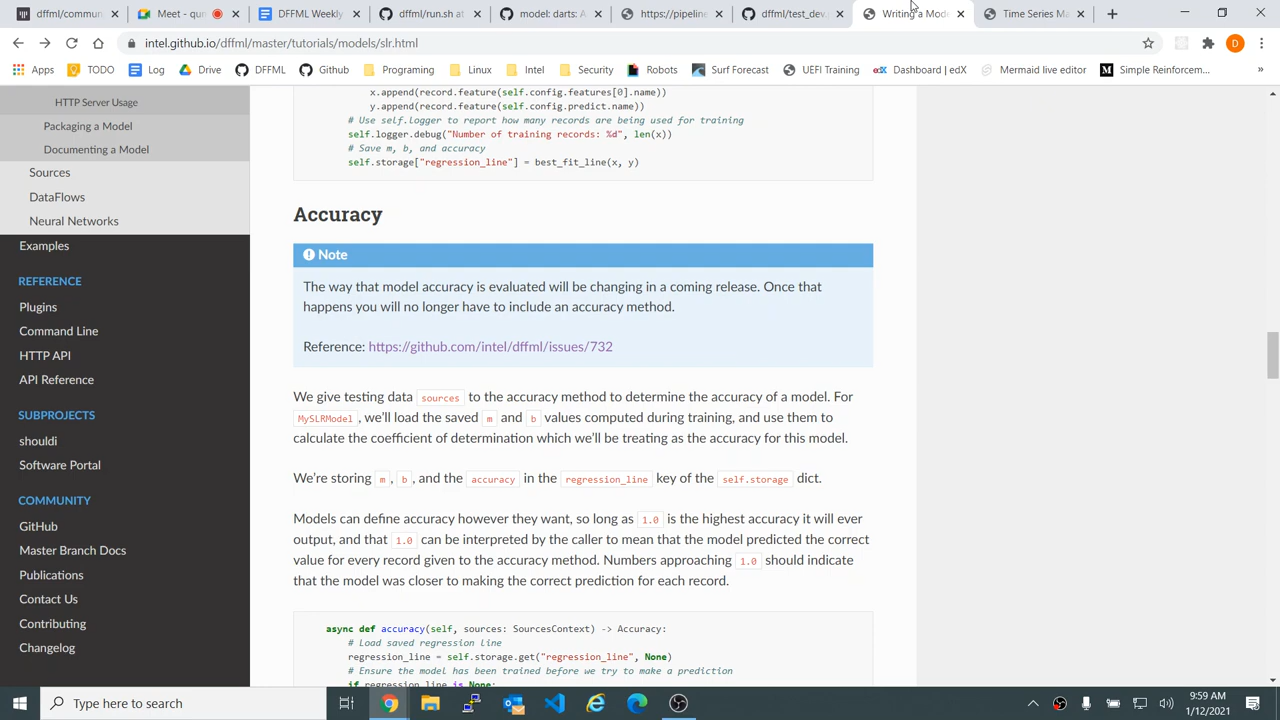 dffml/commun
Meet - qun
DFFML Weekly
dffml/run.sh at
model: darts: A
https://pipeline
dffml/test_dev.
Writing a Mode
Time Series Ma
intel.github.io/dffml/master/tutorials/models/slr.html
D
Apps
TODO
Log
Drive
DFFML
Github
Programing
Linux
Intel
Security
Robots
Surf Forecast
UEFI Training
edX
Dashboard | edX
Mermaid live editor
Simple Reinforcem...
»
HTTP Server Usage
Packaging a Model
Documenting a Model
Sources
DataFlows
Neural Networks
Examples
REFERENCE
Plugins
Command Line
HTTP API
API Reference
SUBPROJECTS
shouldi
Software Portal
COMMUNITY
GitHub
Master Branch Docs
Publications
Contact Us
Contributing
Changelog
x.append(record.feature(self.config.features[0].name))
y.append(record.feature(self.config.predict.name))
# Use self.logger to report how many records are being used for training
self.logger.debug("Number of training records: %d", len(x))
# Save m, b, and accuracy
self.storage["regression_line"] = best_fit_line(x, y)
Accuracy
Note
The way that model accuracy is evaluated will be changing in a coming release. Once that
happens you will no longer have to include an accuracy method.
Reference: https://github.com/intel/dffml/issues/732
We give testing data sources to the accuracy method to determine the accuracy of a model. For
MySLRModel, we'll load the saved m and b values computed during training, and use them to
calculate the coefficient of determination which we'll be treating as the accuracy for this model.
We're storing m, b, and the accuracy in the regression_line key of the self.storage dict.
Models can define accuracy however they want, so long as 1.0 is the highest accuracy it will ever
output, and that 1.0 can be interpreted by the caller to mean that the model predicted the correct
value for every record given to the accuracy method. Numbers approaching 1.0 should indicate
that the model was closer to making the correct prediction for each record.
async def accuracy(self, sources: SourcesContext) -> Accuracy:
# Load saved regression line
regression_line = self.storage.get("regression_line", None)
# Ensure the model has been trained before we try to make a prediction
if regression_line is None:
Type here to search
9:59 AM
1/12/2021